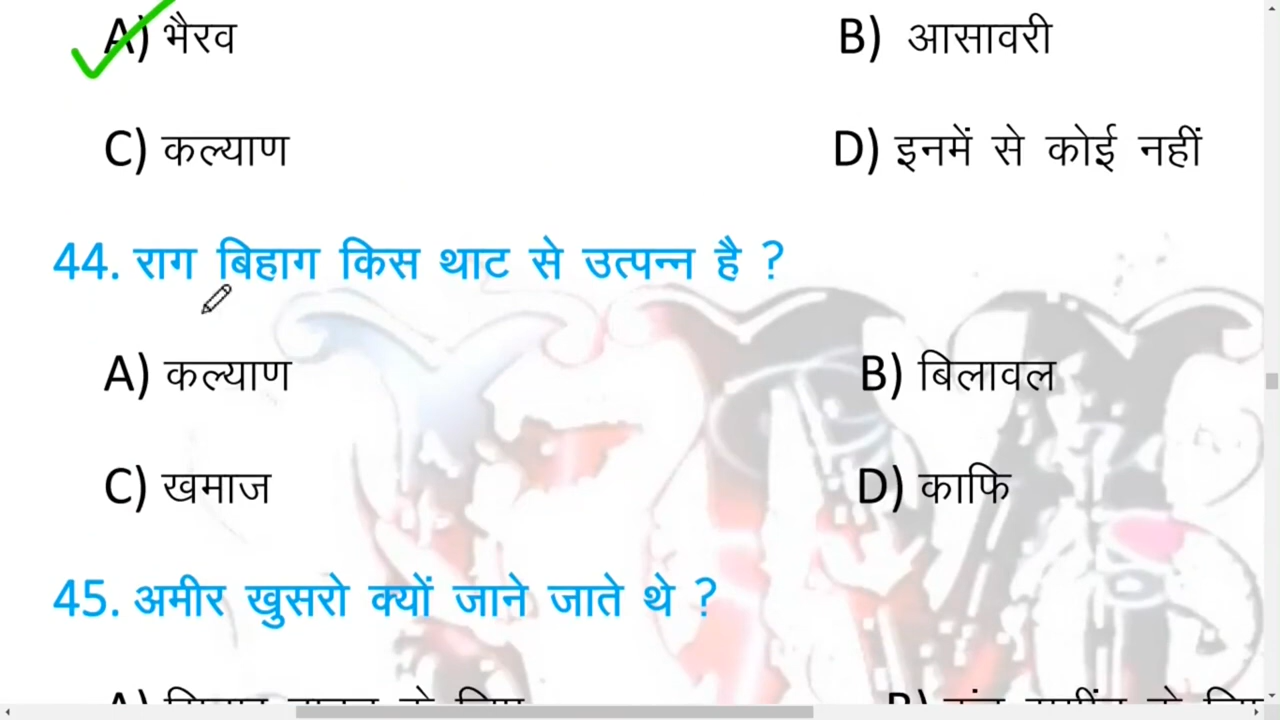 A) भैरव B) आसावरी
C) कल्याण D) इनमें से कोई नहीं
44. राग बिहाग किस थाट से उत्पन्न है ?
A) कल्याण B) बिलावल
C) खमाज D) काफि
45. अमीर खुसरो क्यों जाने जाते थे ?